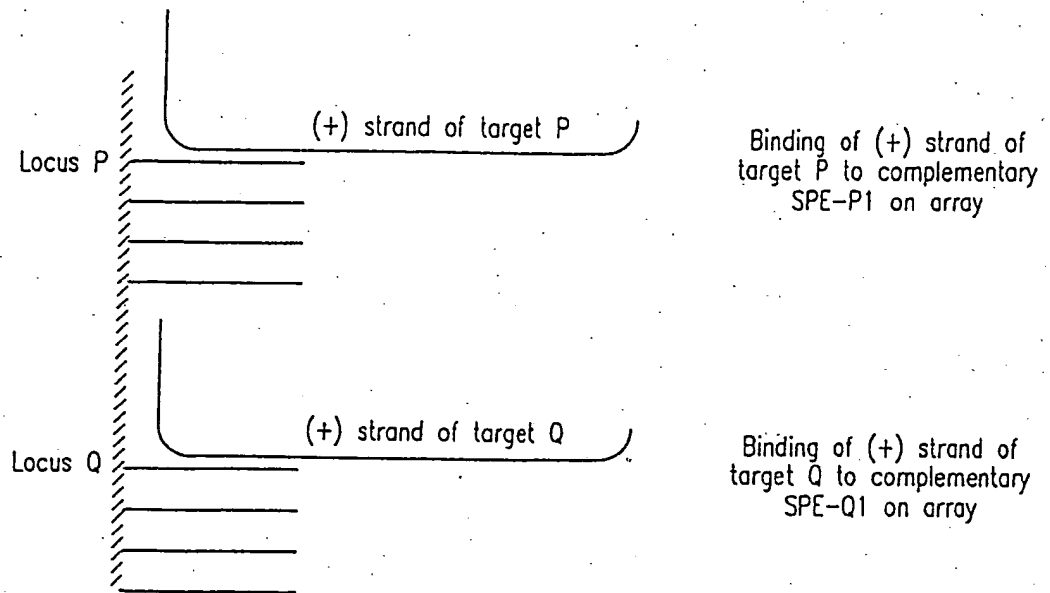 (+) strand of target P
Locus P
Binding of (+) strand of
target P to complementary
SPE-P1 on array
(+) strand of target Q
Locus Q
Binding of (+) strand of
target Q to complementary
SPE-Q1 on array